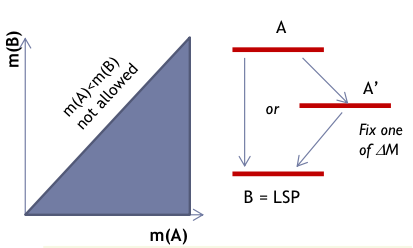 m(B)
m(A)<m(B)
not allowed
m(A)
A
A'
or
Fix one
of ΔM
B = LSP